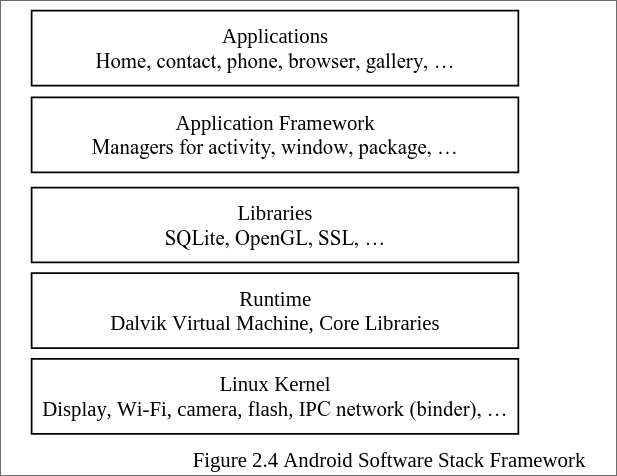 Applications
Home, contact, phone, browser, gallery, …
Application Framework
Managers for activity, window, package, …
Libraries
SQLite, OpenGL, SSL, …
Runtime
Dalvik Virtual Machine, Core Libraries
Linux Kernel
Display, Wi-Fi, camera, flash, IPC network (binder), …
Figure 2.4 Android Software Stack Framework